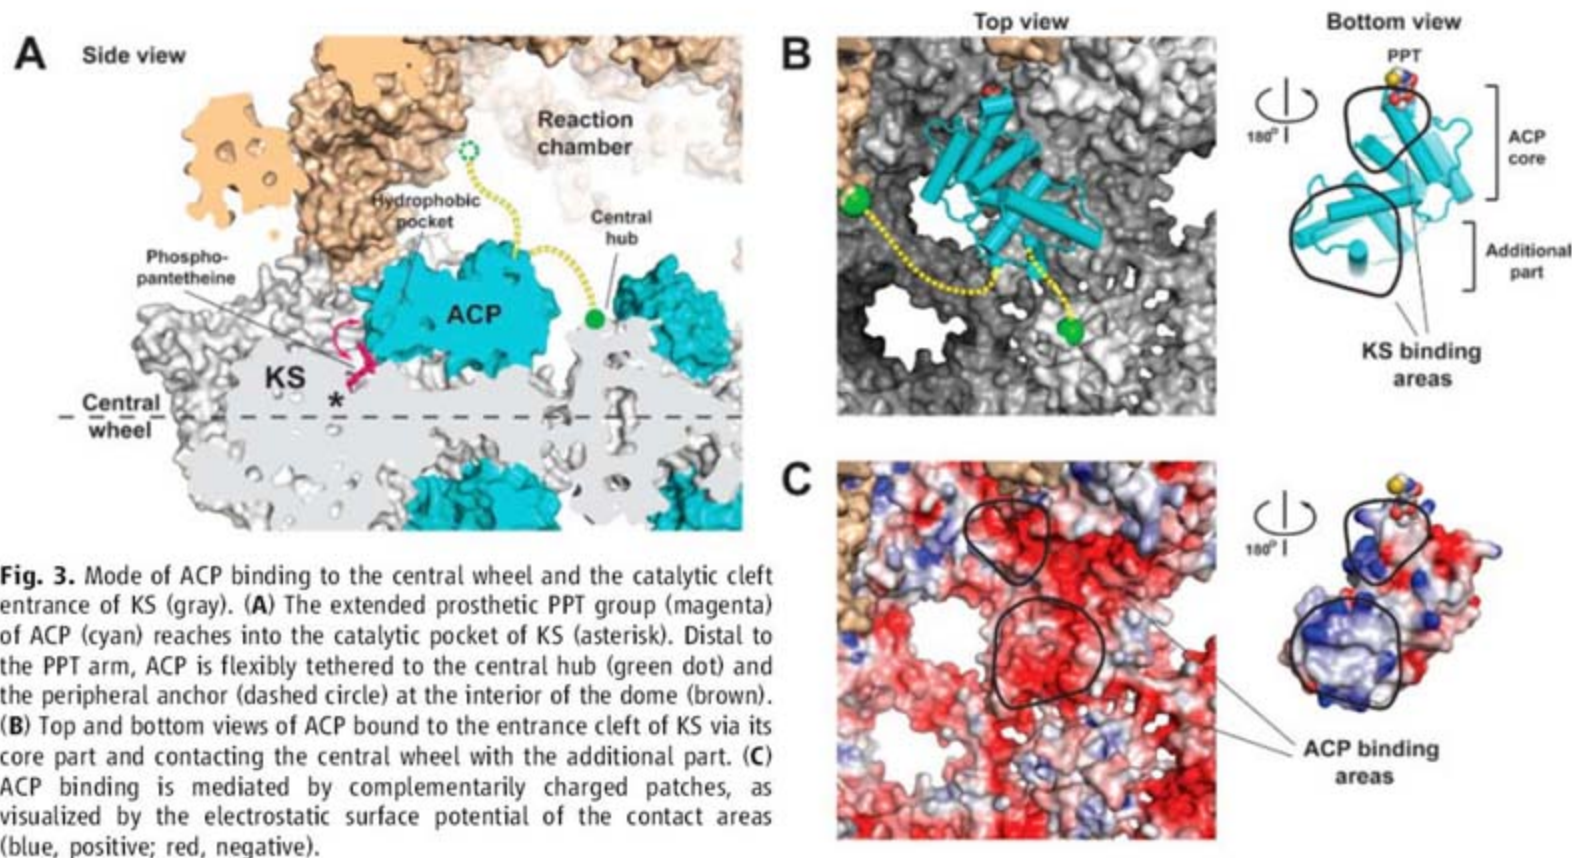 A
Side view
Reaction
chamber
Hydrophobic
pocket
Central
hub
Phospho-
pantetheine
ACP
KS
*
Central
wheel
B
Top view
Bottom view
PPT
180° |
ACP
core
Additional
part
KS binding
areas
C
180° |
ACP binding
areas
Fig. 3. Mode of ACP binding to the central wheel and the catalytic cleft
entrance of KS (gray). (A) The extended prosthetic PPT group (magenta)
of ACP (cyan) reaches into the catalytic pocket of KS (asterisk). Distal to
the PPT arm, ACP is flexibly tethered to the central hub (green dot) and
the peripheral anchor (dashed circle) at the interior of the dome (brown).
(B) Top and bottom views of ACP bound to the entrance cleft of KS via its
core part and contacting the central wheel with the additional part. (C)
ACP binding is mediated by complementarily charged patches, as
visualized by the electrostatic surface potential of the contact areas
(blue, positive; red, negative).